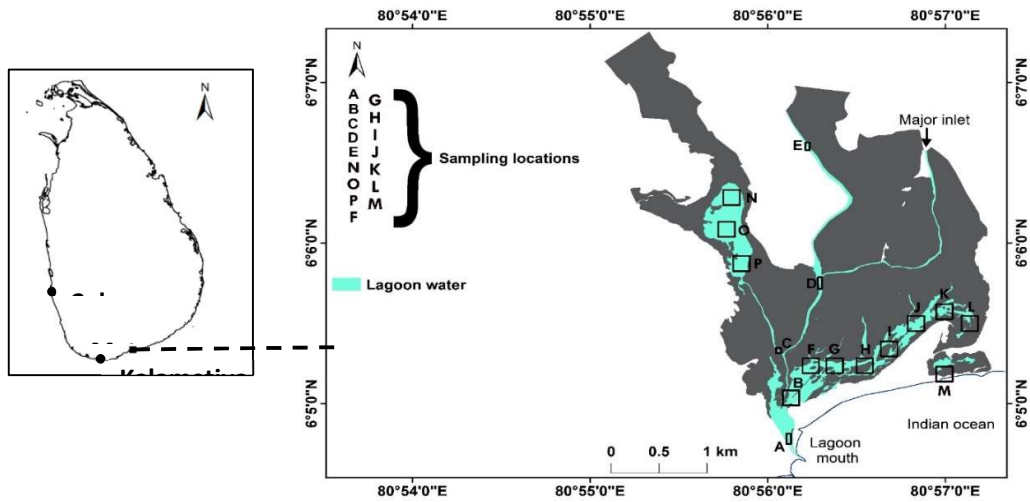 N
80°54'0"E
80°55'0"E
80°56'0"E
80°57'0"E
6°7'0"N
6°6'0"N
6°5'0"N
N
A
B
C
D
E
N
O
P
F
G
H
I
J
K
L
M
Sampling locations
Lagoon water
Major inlet
E
N
O
P
D
C
F
G
H
I
J
K
L
B
M
A
Lagoon
mouth
Indian ocean
0 0.5 1 km
6°7'0"N
6°6'0"N
6°5'0"N
80°54'0"E
80°55'0"E
80°56'0"E
80°57'0"E